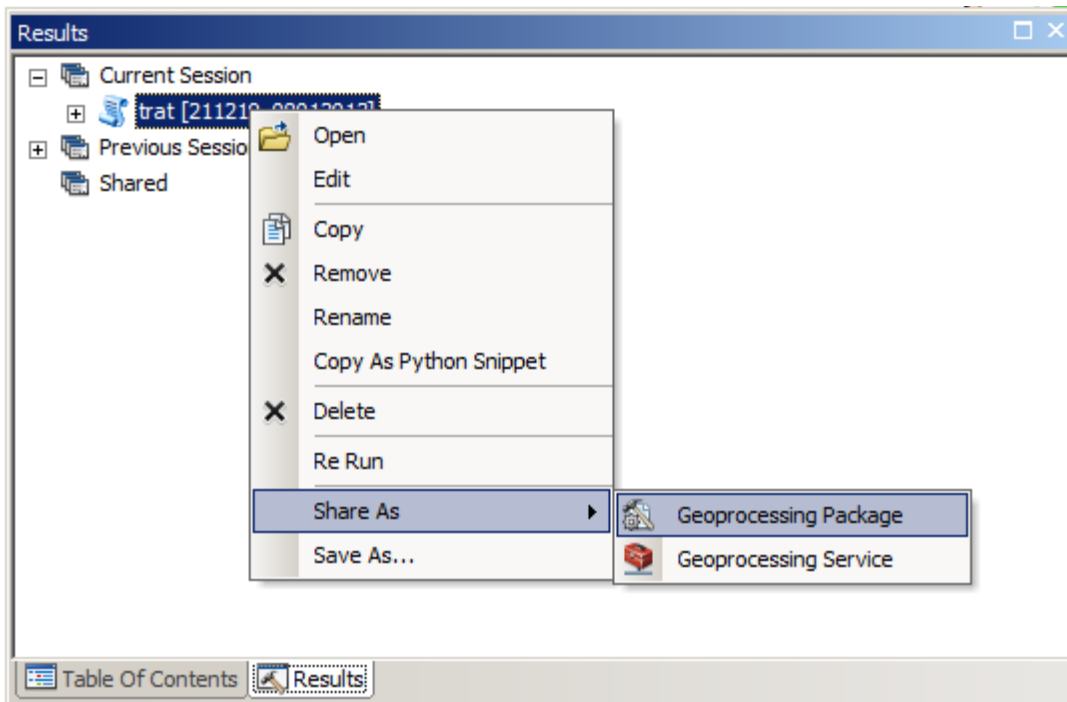 Results
Current Session
trat [211219
Previous Sessio
Shared
Open
Edit
Copy
Remove
Rename
Copy As Python Snippet
Delete
Re Run
Share As
Save As...
Geoprocessing Package
Geoprocessing Service
Table Of Contents
Results